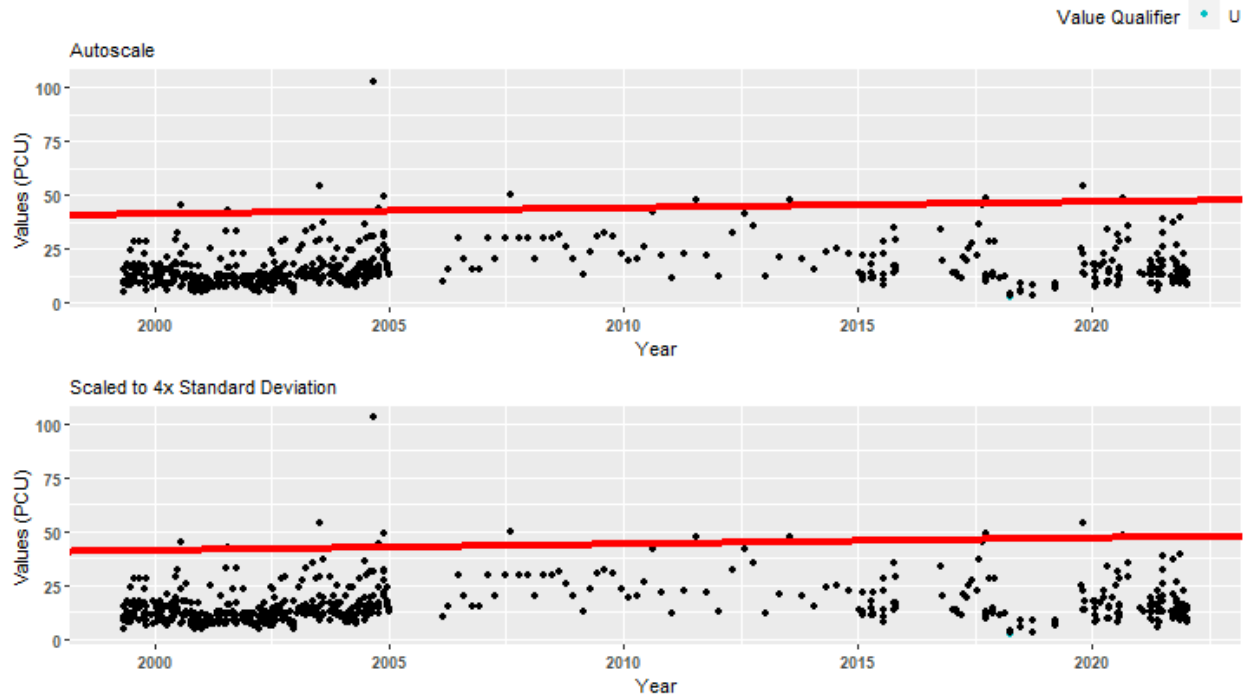 Value Qualifier U
Autoscale
Values (PCU)
100
75
50
25
0
2000 2005 2010 2015 2020
Year
Scaled to 4x Standard Deviation
Values (PCU)
100
75
50
25
0
2000 2005 2010 2015 2020
Year